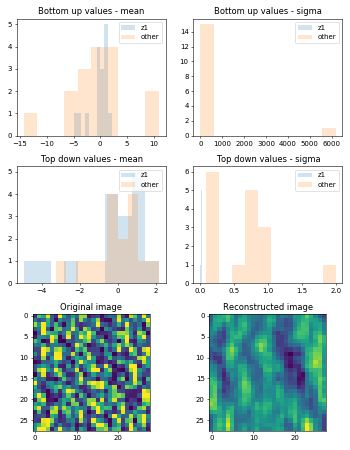 Bottom up values - mean
z1
other
5
4
3
2
1
0
-15 -10 -5 0 5 10
Bottom up values - sigma
z1
other
14
12
10
8
6
4
2
0
0 1000 2000 3000 4000 5000 6000
Top down values - mean
z1
other
5
4
3
2
1
0
-4 -2 0 2
Top down values - sigma
z1
other
6
5
4
3
2
1
0
0.0 0.5 1.0 1.5 2.0
Original image
0
5
10
15
20
25
0 10 20
Reconstructed image
0
5
10
15
20
25
0 10 20